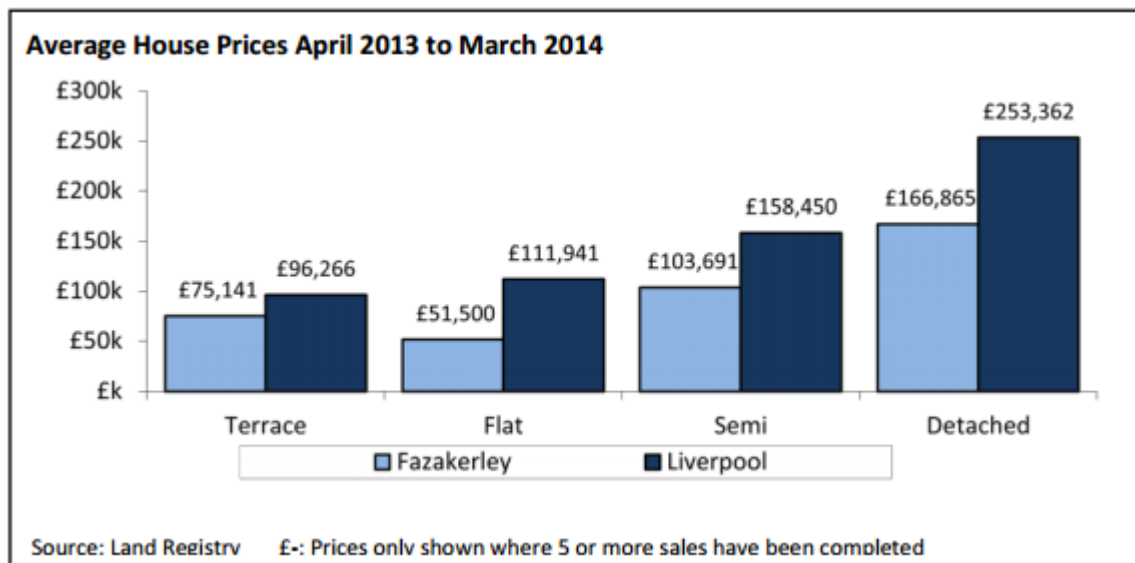 Average House Prices April 2013 to March 2014
£300k
£250k
£200k
£150k
£100k
£50k
£k
£75,141
£96,266
£51,500
£111,941
£103,691
£158,450
£166,865
£253,362
Terrace Flat Semi Detached
Fazakerley Liverpool
Source: Land Registry £-: Prices only shown where 5 or more sales have been completed